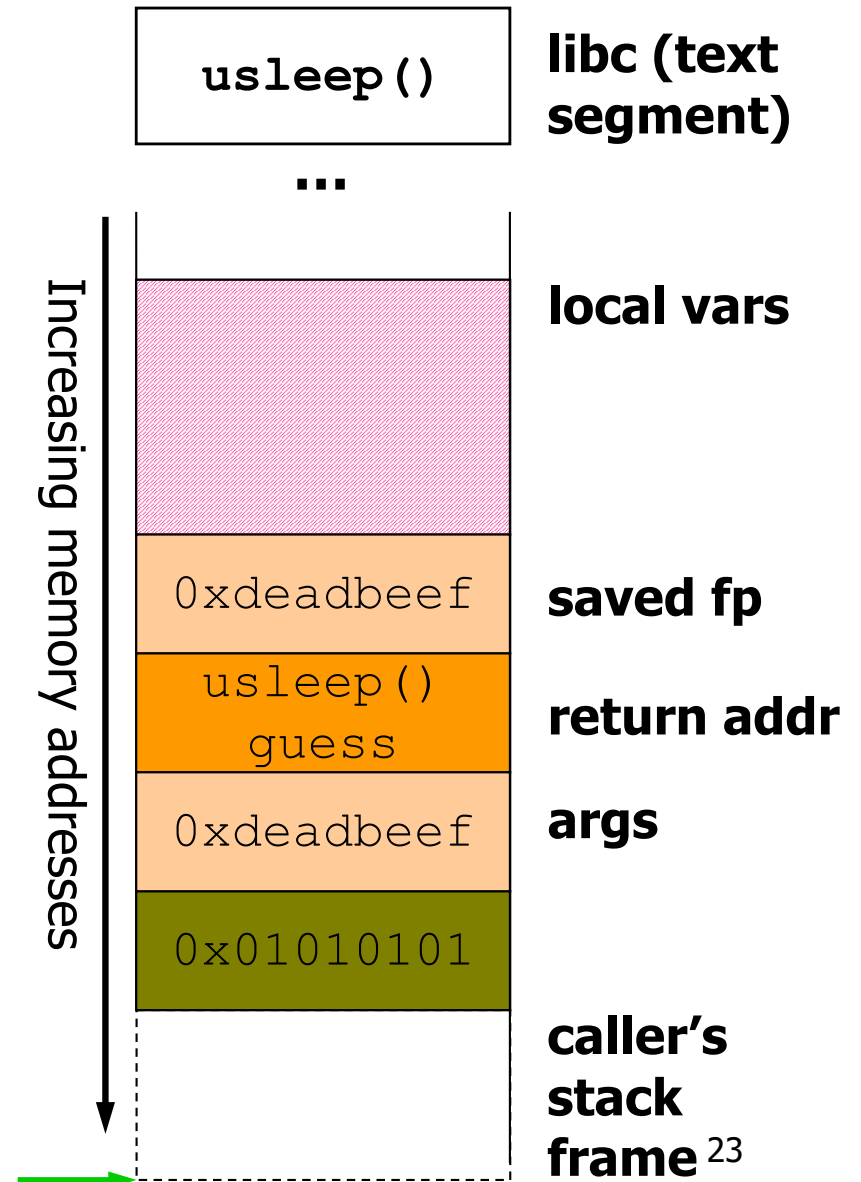 usleep()
libc (text
segment)
...
Increasing memory addresses
local vars
0xdeadbeef
saved fp
usleep()
guess
return addr
0xdeadbeef
args
0x01010101
caller’s
stack
frame 23